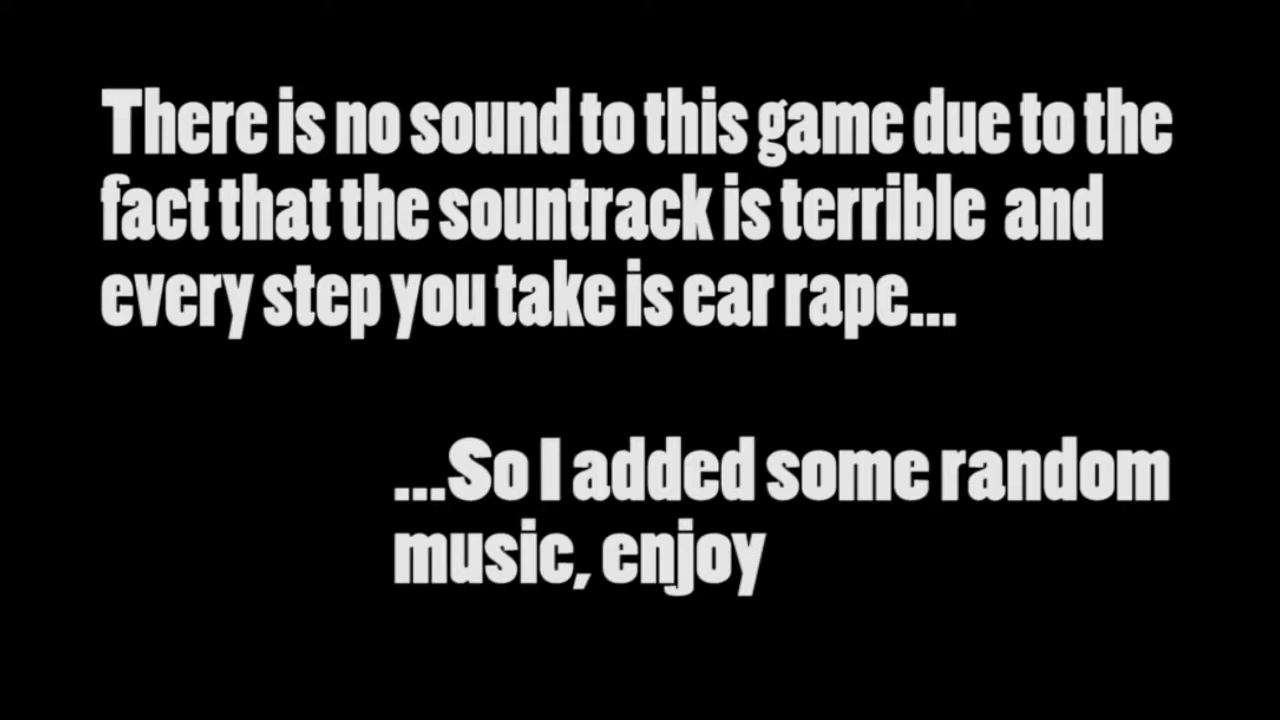 There is no sound to this game due to the
fact that the sountrack is terrible and
every step you take is ear rape...
...So I added some random
music, enjoy